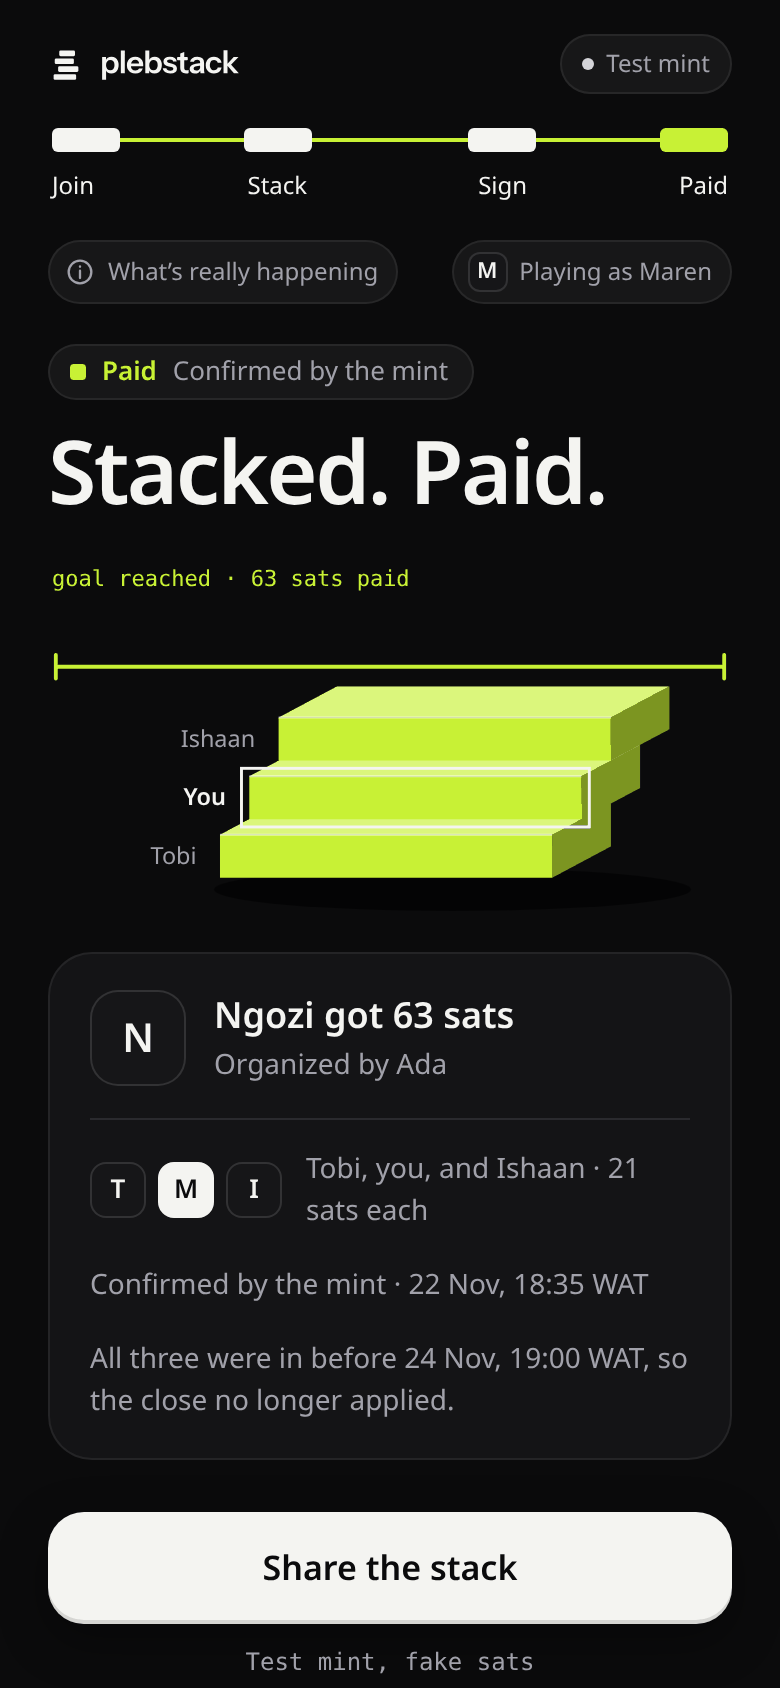 plebstack
Test mint
Join
Stack
Sign
Paid
What’s really happening
M
Playing as Maren
Paid
Confirmed by the mint
Stacked. Paid.
goal reached · 63 sats paid
Ishaan
You
Tobi
N
Ngozi got 63 sats
Organized by Ada
T
M
I
Tobi, you, and Ishaan · 21
sats each
Confirmed by the mint · 22 Nov, 18:35 WAT
All three were in before 24 Nov, 19:00 WAT, so
the close no longer applied.
Share the stack
Test mint, fake sats